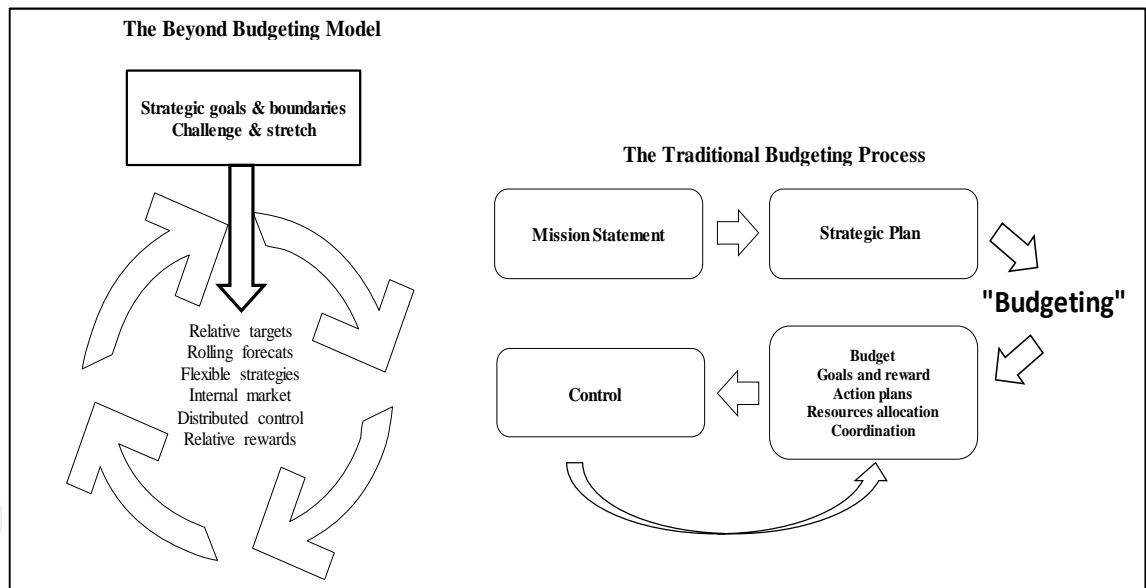 The Beyond Budgeting Model
Strategic goals & boundaries
Challenge & stretch
Relative targets
Rolling forecats
Flexible strategies
Internal market
Distributed control
Relative rewards
The Traditional Budgeting Process
Mission Statement
Strategic Plan
"Budgeting"
Budget
Goals and reward
Action plans
Resources allocation
Coordination
Control